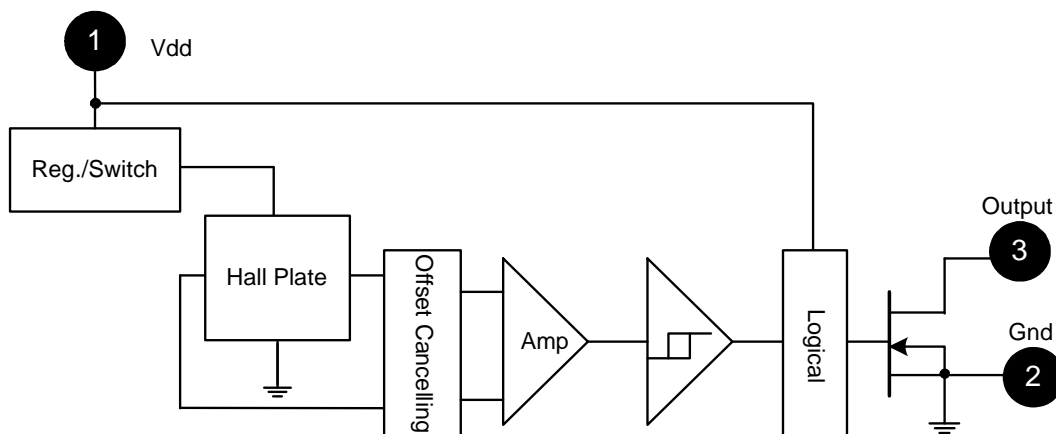 1
Vdd
Reg./Switch
Output
3
Hall Plate
Offset Cancelling
Amp
Logical
Gnd
2